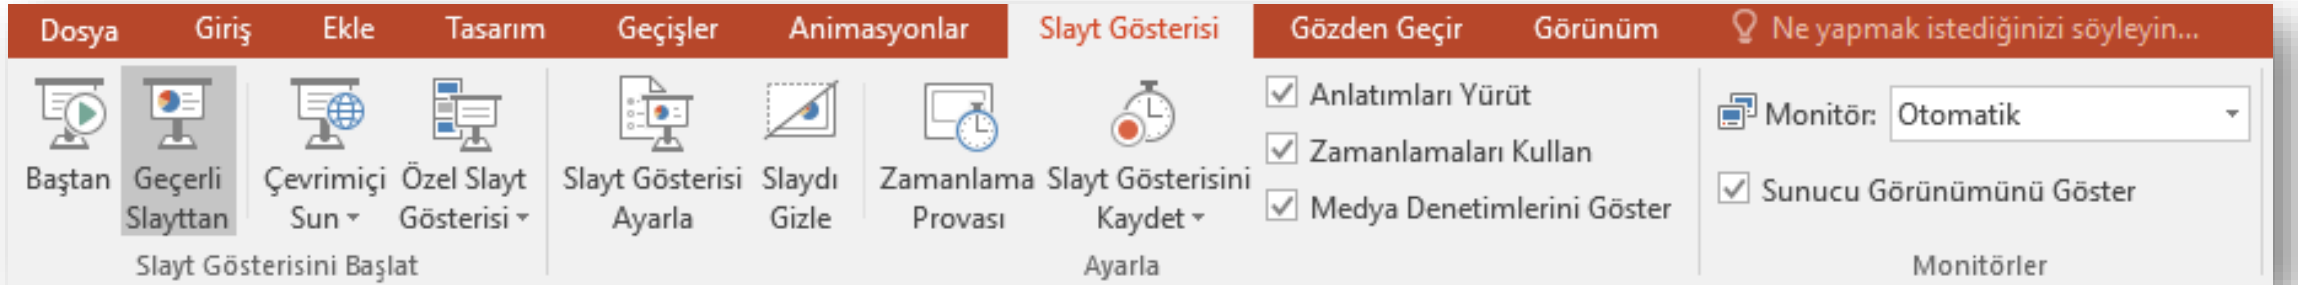 Dosya Giriş Ekle Tasarım Geçişler Animasyonlar Slayt Gösterisi Gözden Geçir Görünüm Ne yapmak istediğinizi söyleyin...
Baştan
Geçerli
Slayttan
Çevrimiçi
Sun
Özel Slayt
Gösterisi
Slayt Gösterisini Başlat
Slayt Gösterisi
Ayarla
Slaydı
Gizle
Zamanlama
Provası
Slayt Gösterisini
Kaydet
Anlatımları Yürüt
Zamanlamaları Kullan
Medya Denetimlerini Göster
Ayarla
Monitör: Otomatik
Sunucu Görünümünü Göster
Monitörler